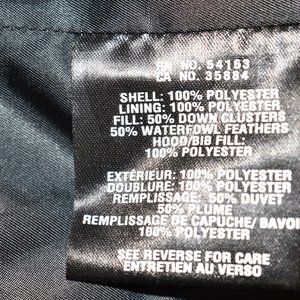 RN NO. 54163
CA NO. 35884
SHELL: 100% POLYESTER
LINING: 100% POLYESTER
FILL: 50% DOWN CLUSTERS
50% WATERFOWL FEATHERS
HOOD/BIB FILL:
100% POLYESTER
EXTÉRIEUR: 100% POLYESTER
DOUBLURE: 100% POLYESTER
REMPLISSAGE: 50% DUVET
50% PLUME
REMPLISSAGE DE CAPUCHE/ BAVOI
100% POLYESTER
SEE REVERSE FOR CARE
ENTRETIEN AU VERSO